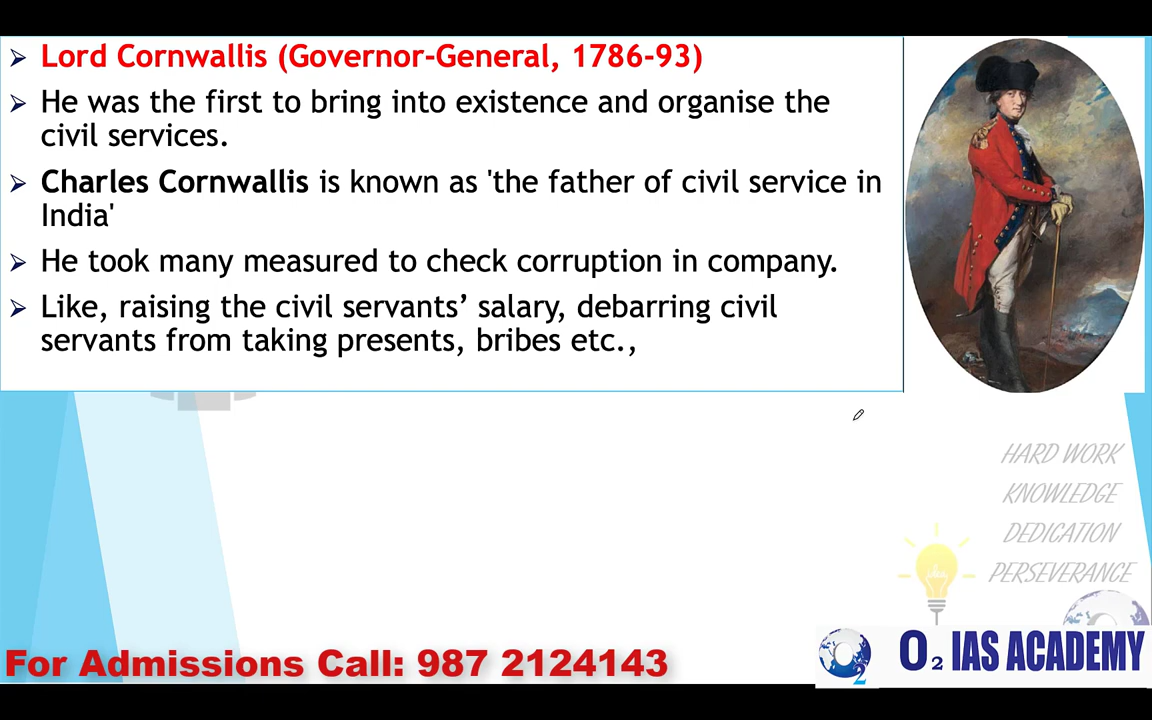 Lord Cornwallis (Governor-General, 1786-93)
He was the first to bring into existence and organise the
civil services.
Charles Cornwallis is known as 'the father of civil service in
India'
He took many measured to check corruption in company.
Like, raising the civil servants’ salary, debarring civil
servants from taking presents, bribes etc.,
HARD WORK
KNOWLEDGE
DEDICATION
PERSEVERANCE
For Admissions Call: 987 2124143
O2 IAS ACADEMY